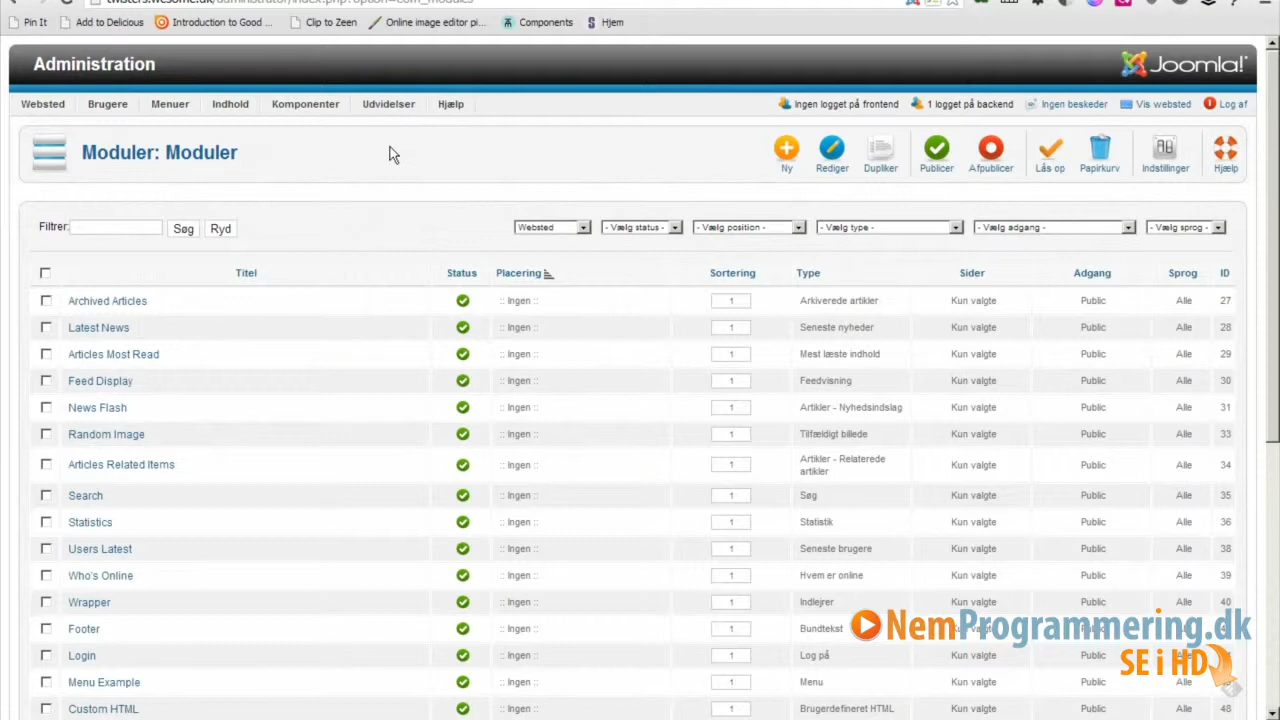 Pin It Add to Delicious Introduction to Good ... Clip to Zeen Online image editor pi... Components Hjem
Administration Joomla!
Websted Brugere Menuer Indhold Komponenter Udvidelser Hjælp Ingen logget på frontend 1 logget på backend Ingen beskeder Vis websted Log af
Moduler: Moduler
Ny Rediger Dupliker Publicer Afpublicer Lås op Papirkurv Indstillinger Hjælp
Filtrer: Søg Ryd Websted - Vælg status - - Vælg position - - Vælg type - - Vælg adgang - - Vælg sprog -
Titel Status Placering Sortering Type Sider Adgang Sprog ID
Archived Articles :: Ingen :: 1 Arkiverede artikler Kun valgte Public Alle 27
Latest News :: Ingen :: 1 Seneste nyheder Kun valgte Public Alle 28
Articles Most Read :: Ingen :: 1 Mest læste indhold Kun valgte Public Alle 29
Feed Display :: Ingen :: 1 Feedvisning Kun valgte Public Alle 30
News Flash :: Ingen :: 1 Artikler - Nyhedsindslag Kun valgte Public Alle 31
Random Image :: Ingen :: 1 Tilfældigt billede Kun valgte Public Alle 33
Articles Related Items :: Ingen :: 1 Artikler - Relaterede artikler Kun valgte Public Alle 34
Search :: Ingen :: 1 Søg Kun valgte Public Alle 35
Statistics :: Ingen :: 1 Statistik Kun valgte Public Alle 36
Users Latest :: Ingen :: 1 Seneste brugere Kun valgte Public Alle 38
Who's Online :: Ingen :: 1 Hvem er online Kun valgte Public Alle 39
Wrapper :: Ingen :: 1 Indlejrer Kun valgte Public Alle 40
Footer :: Ingen :: 1 Bundtekst
NemProgrammering.dk
Login :: Ingen :: 1 Log på Kun valgte Public
SE i HD
Menu Example :: Ingen :: 1 Menu Kun valgte Public Alle
Custom HTML :: Ingen :: 1 Brugerdefineret HTML Kun valgte Public Alle 48